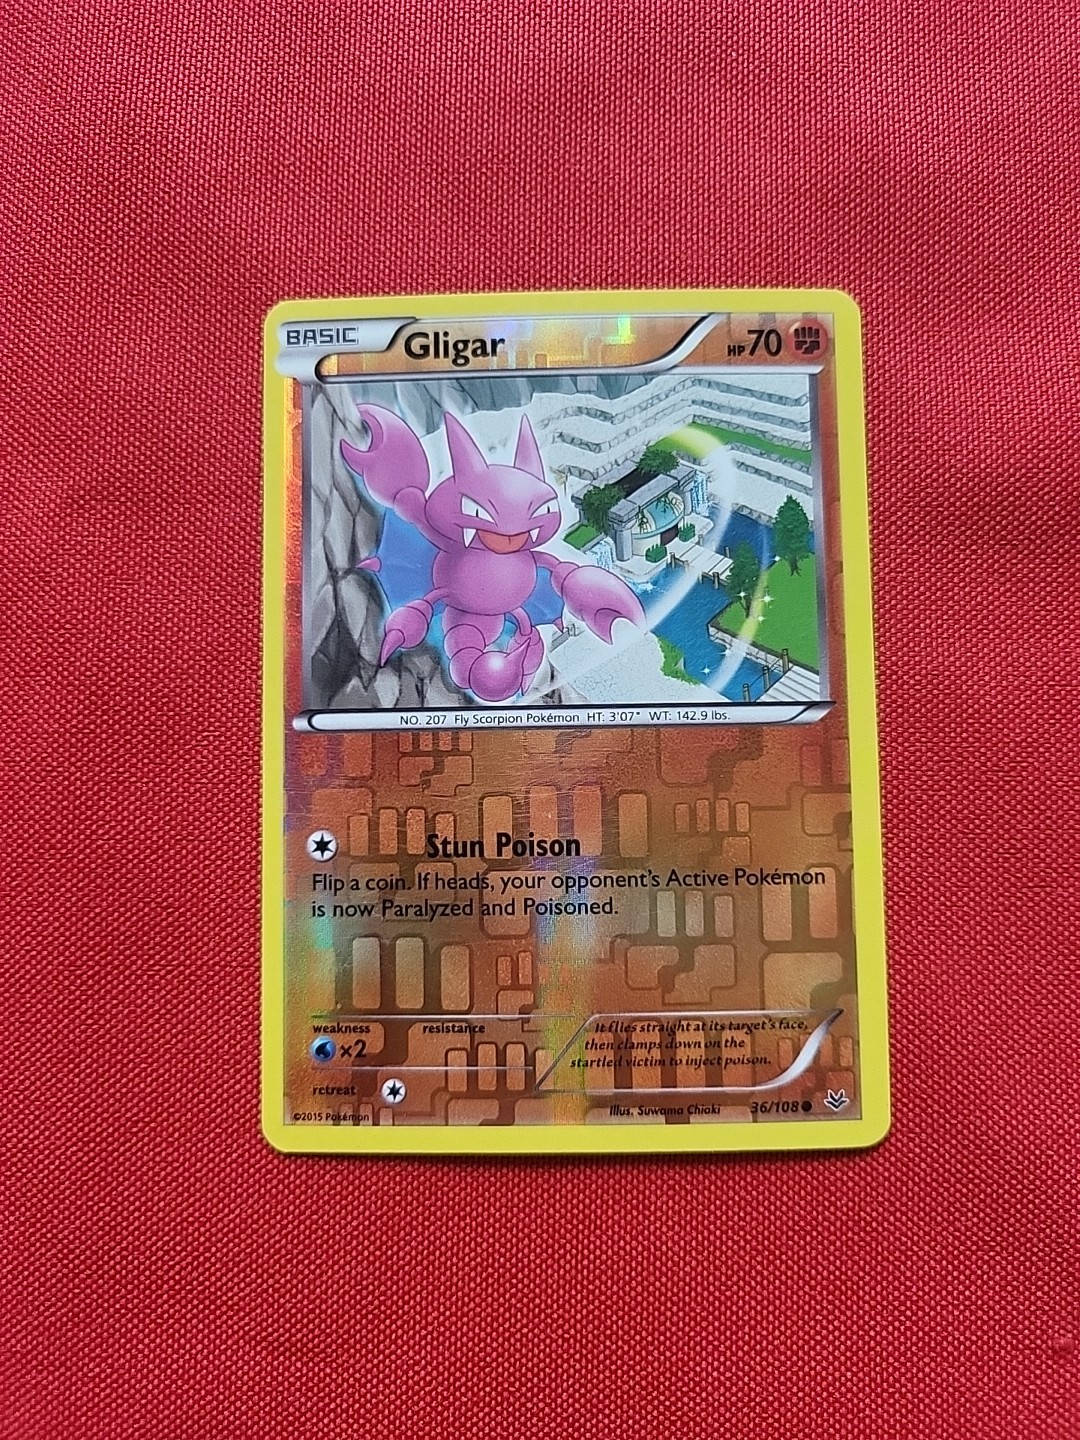 BASIC Gligar HP70
NO. 207 Fly Scorpion Pokémon HT: 3'07" WT: 142.9 lbs.
Stun Poison
Flip a coin. If heads, your opponent's Active Pokémon
is now Paralyzed and Poisoned.
weakness resistance
×2
retreat
It flies straight at its target's face,
then clamps down on the
startled victim to inject poison.
©2015 Pokémon
Illus. Suwama Chiaki 36/108